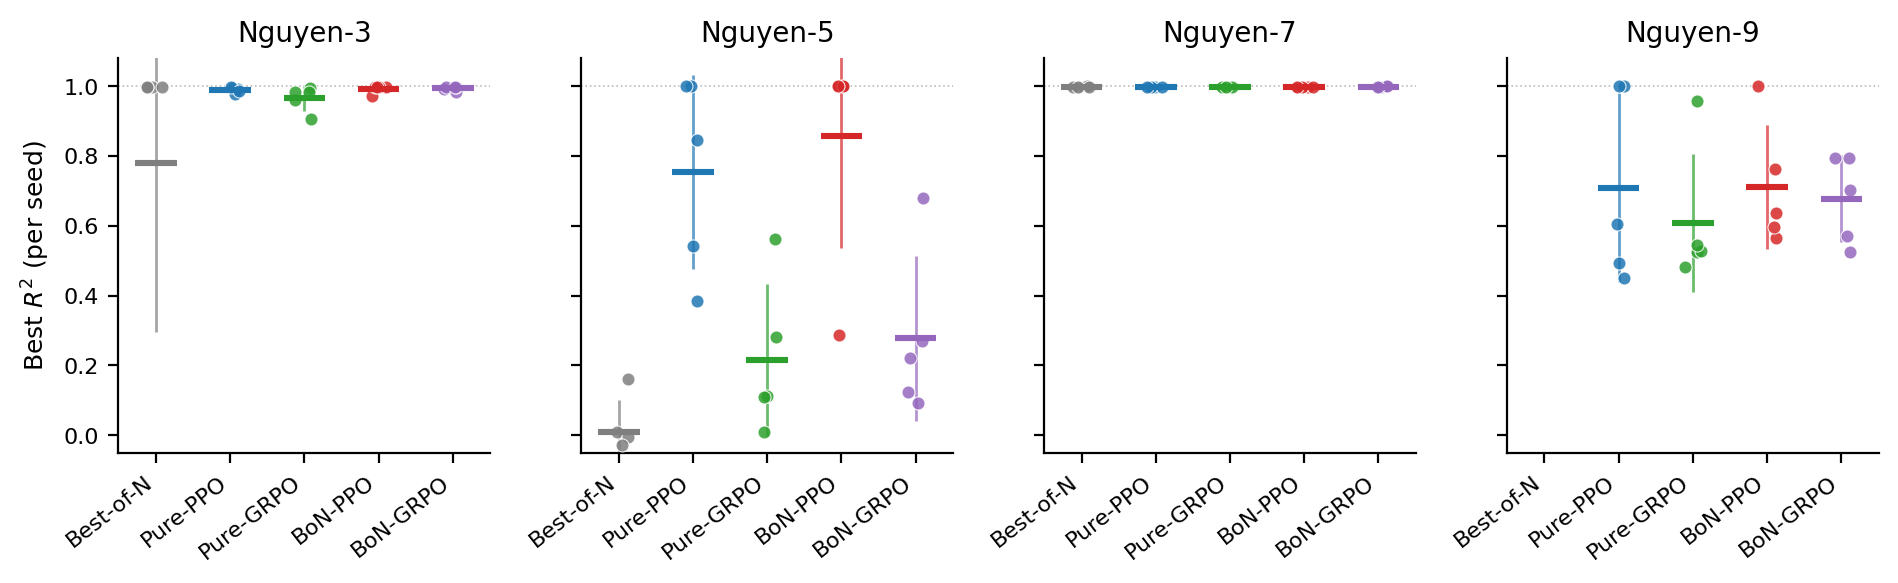 Nguyen-3
Nguyen-5
Nguyen-7
Nguyen-9
Best R² (per seed)
1.0
0.8
0.6
0.4
0.2
0.0
Best-of-N
Pure-PPO
Pure-GRPO
BoN-PPO
BoN-GRPO
Best-of-N
Pure-PPO
Pure-GRPO
BoN-PPO
BoN-GRPO
Best-of-N
Pure-PPO
Pure-GRPO
BoN-PPO
BoN-GRPO
Best-of-N
Pure-PPO
Pure-GRPO
BoN-PPO
BoN-GRPO